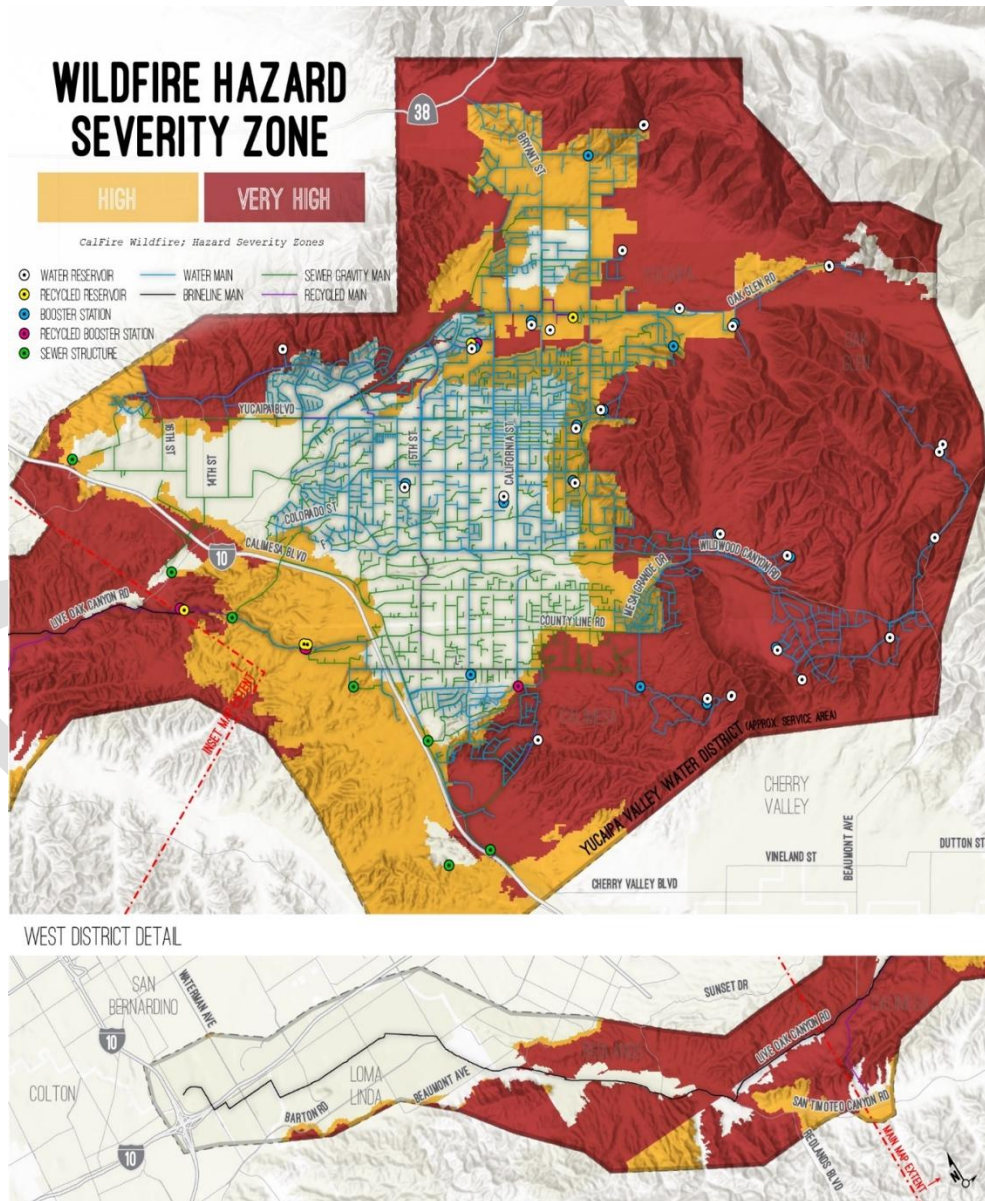 WILDFIRE HAZARD
SEVERITY ZONE
HIGH
VERY HIGH
CalFire Wildfire; Hazard Severity Zones
WATER RESERVOIR
RECYCLED RESERVOIR
BOOSTER STATION
RECYCLED BOOSTER STATION
SEWER STRUCTURE
WATER MAIN
BRINELINE MAIN
SEWER GRAVITY MAIN
RECYCLED MAIN
38
BRYANT ST
OAK GLEN RD
YUCAIPA BLVD
16TH ST
14TH ST
5TH ST
CALIFORNIA ST
COLORADO ST
CALIMESA BLVD
10
WILDWOOD CANYON RD
MESA GRANDE DR
COUNTY LINE RD
LIVE OAK CANYON RD
INSET MAP EXTENT
YUCAIPA VALLEY WATER DISTRICT (APPROX. SERVICE AREA)
CHERRY
VALLEY
BEAUMONT AVE
DUTTON ST
VINELAND ST
CHERRY VALLEY BLVD
WEST DISTRICT DETAIL
SAN
BERNARDINO
WATERMAN AVE
SUNSET DR
10
COLTON
LOMA
LINDA
LIVE OAK CANYON RD
BEAUMONT AVE
BARTON RD
SAN TIMOTEO CANYON RD
REDLANDS BLVD
MAIN MAP EXTENT
10
N